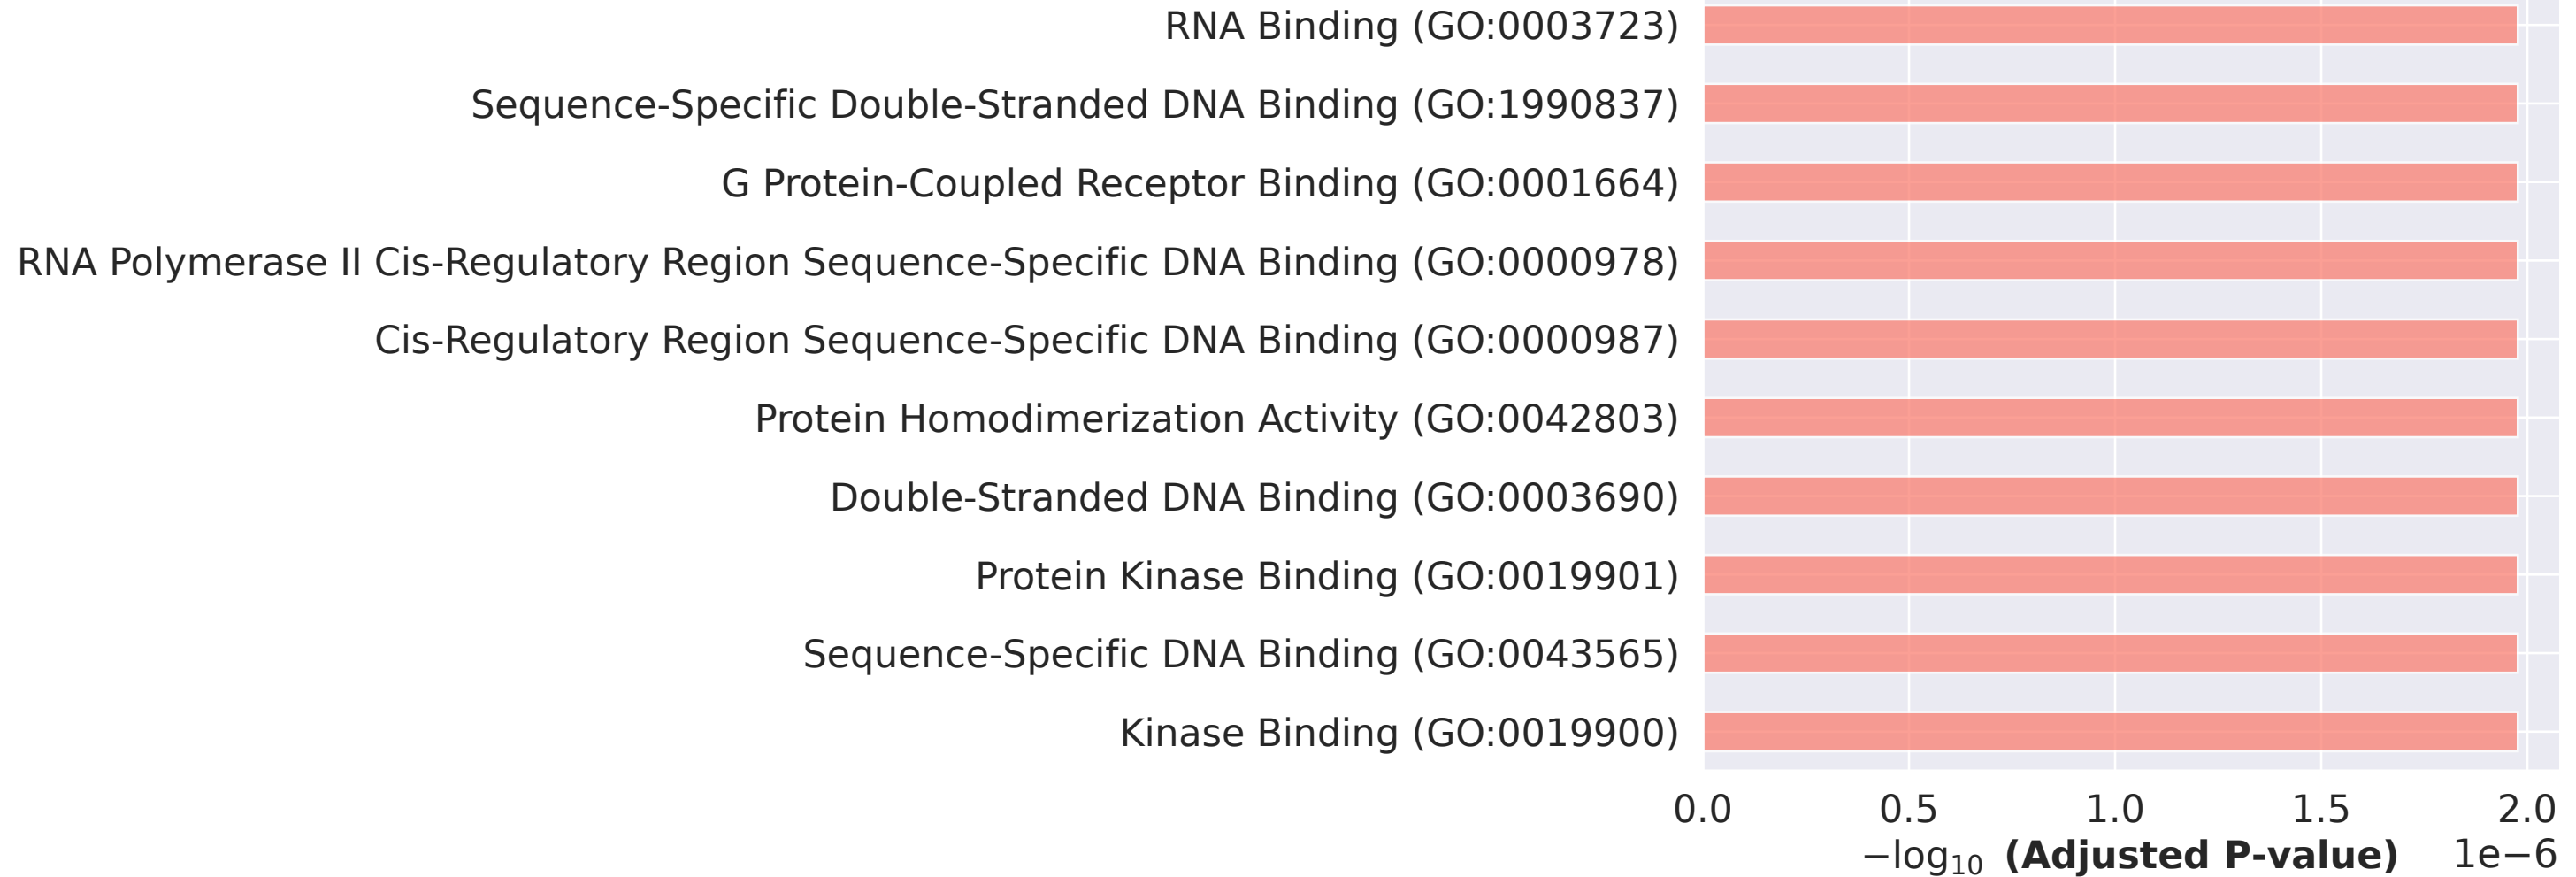 RNA Binding (GO:0003723)
Sequence-Specific Double-Stranded DNA Binding (GO:1990837)
G Protein-Coupled Receptor Binding (GO:0001664)
RNA Polymerase II Cis-Regulatory Region Sequence-Specific DNA Binding (GO:0000978)
Cis-Regulatory Region Sequence-Specific DNA Binding (GO:0000987)
Protein Homodimerization Activity (GO:0042803)
Double-Stranded DNA Binding (GO:0003690)
Protein Kinase Binding (GO:0019901)
Sequence-Specific DNA Binding (GO:0043565)
Kinase Binding (GO:0019900)
0.0 0.5 1.0 1.5 2.0
−log₁₀ (Adjusted P-value) 1e−6